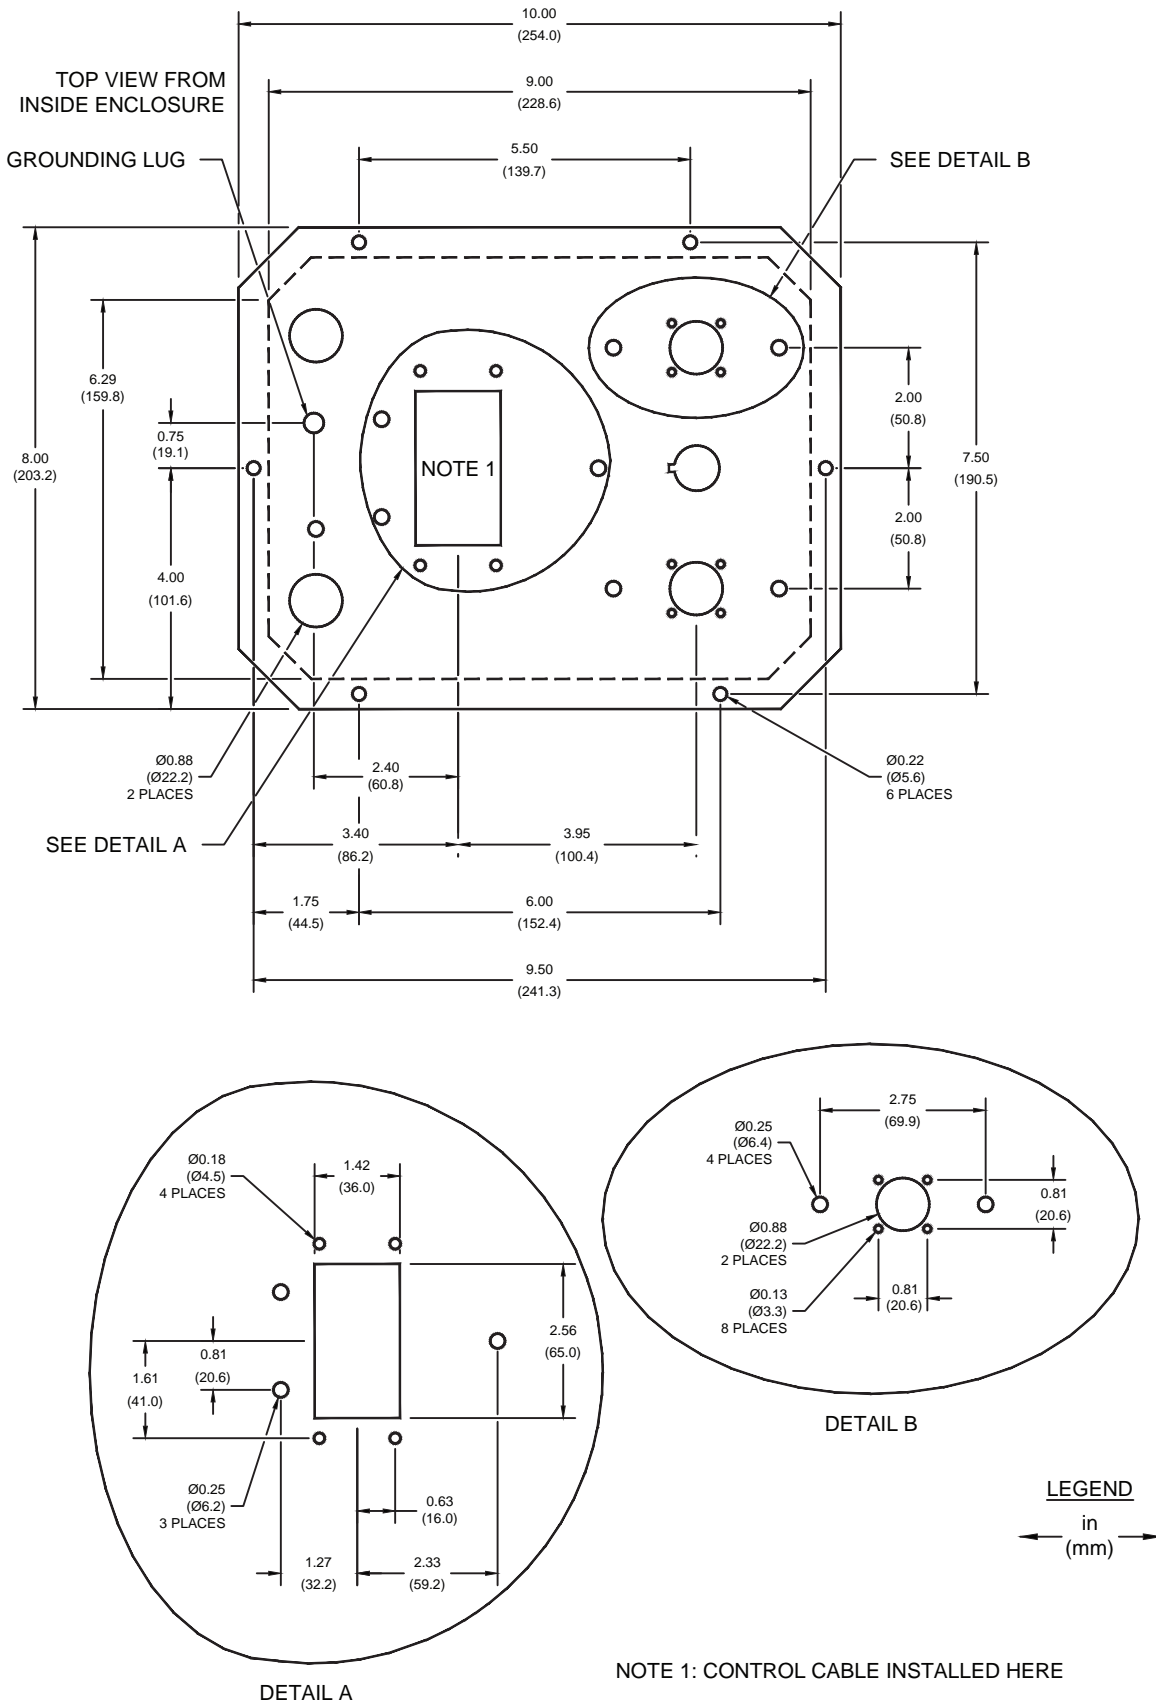 10.00
(254.0)
TOP VIEW FROM
INSIDE ENCLOSURE
9.00
(228.6)
GROUNDING LUG
5.50
(139.7)
SEE DETAIL B
6.29
(159.8)
0.75
(19.1)
8.00
(203.2)
NOTE 1
2.00
(50.8)
7.50
(190.5)
2.00
(50.8)
4.00
(101.6)
Ø0.88
(Ø22.2)
2 PLACES
2.40
(60.8)
Ø0.22
(Ø5.6)
6 PLACES
SEE DETAIL A
3.40
(86.2)
3.95
(100.4)
1.75
(44.5)
6.00
(152.4)
9.50
(241.3)
Ø0.18
(Ø4.5)
4 PLACES
1.42
(36.0)
0.81
(20.6)
1.61
(41.0)
2.56
(65.0)
Ø0.25
(Ø6.2)
3 PLACES
0.63
(16.0)
1.27
(32.2)
2.33
(59.2)
DETAIL A
2.75
(69.9)
Ø0.25
(Ø6.4)
4 PLACES
0.81
(20.6)
Ø0.88
(Ø22.2)
2 PLACES
Ø0.13
(Ø3.3)
8 PLACES
0.81
(20.6)
DETAIL B
LEGEND
in
(mm)
NOTE 1: CONTROL CABLE INSTALLED HERE